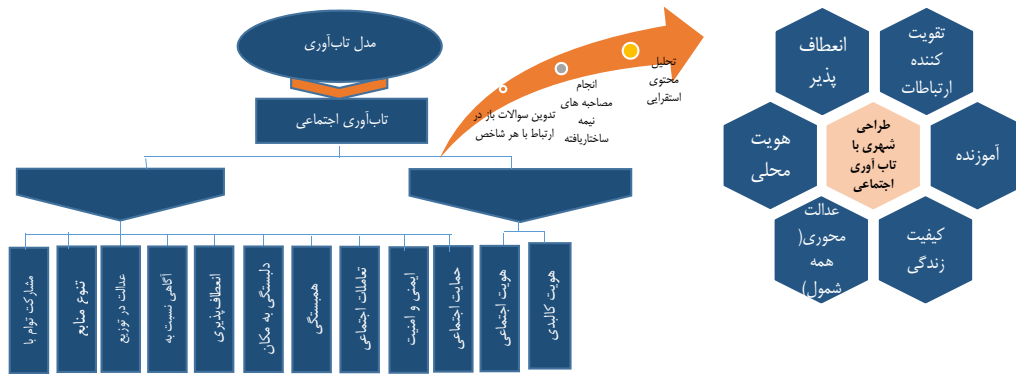 مدل تاب‌آوری
تاب‌آوری اجتماعی
تدوین سوالات باز در
ارتباط با هر شاخص
انجام
مصاحبه های
نیمه
ساختاریافته
تحلیل
محتوی
استقرایی
هویت کالبدی
هویت اجتماعی
حمایت اجتماعی
ایمنی و امنیت
تعاملات اجتماعی
همبستگی
دلبستگی به مکان
انعطاف‌پذیری
آگاهی نسبت به
عدالت در توزیع
تنوع منابع
مشارکت توام با
تقویت
کننده
ارتباطات
انعطاف
پذیر
آموزنده
طراحی
شهری با
تاب آوری
اجتماعی
هویت
محلی
کیفیت
زندگی
عدالت
محوری(
همه
شمول)